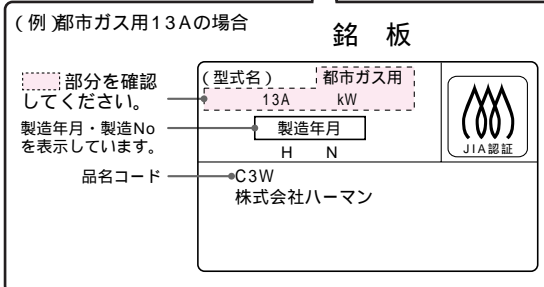 (例)都市ガス用13Aの場合
銘 板
部分を確認
してください。
製造年月・製造No
を表示しています。
品名コード
(型式名) 都市ガス用
13A kW
製造年月
H N
C3W
株式会社ハーマン
JIA認証